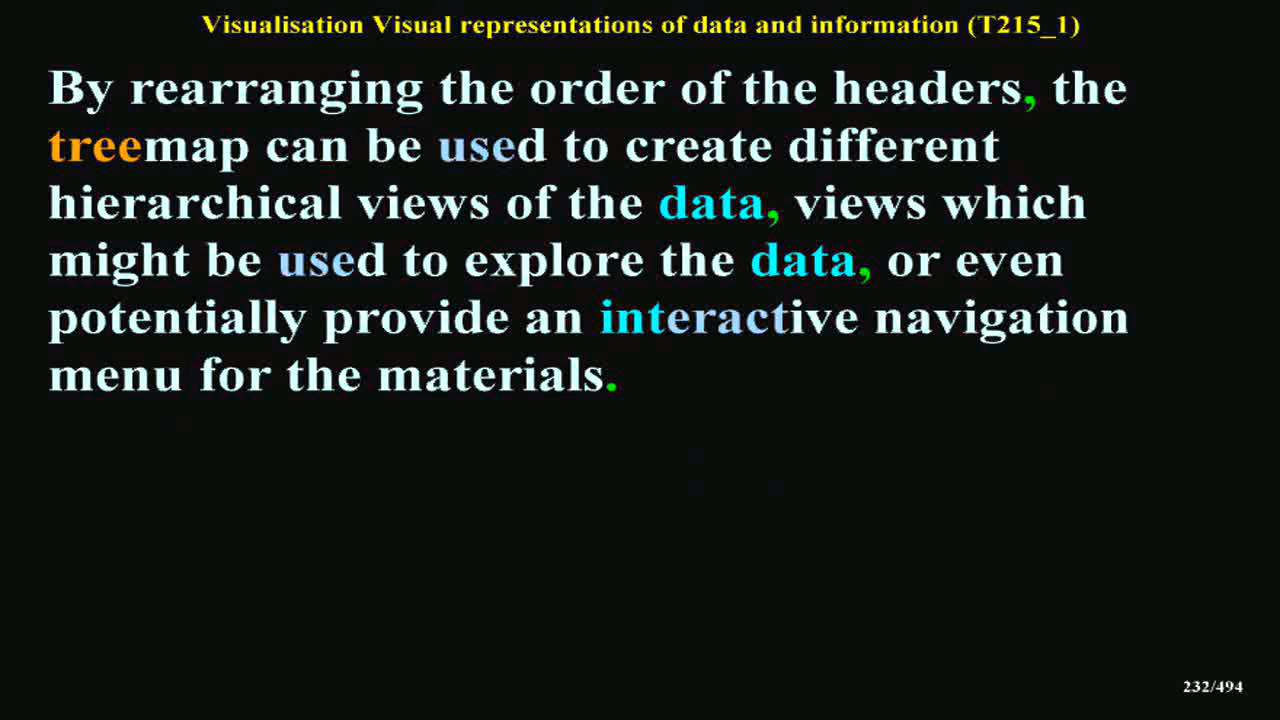 Visualisation Visual representations of data and information (T215_1)
By rearranging the order of the headers, the
treemap can be used to create different
hierarchical views of the data, views which
might be used to explore the data, or even
potentially provide an interactive navigation
menu for the materials.
232/494